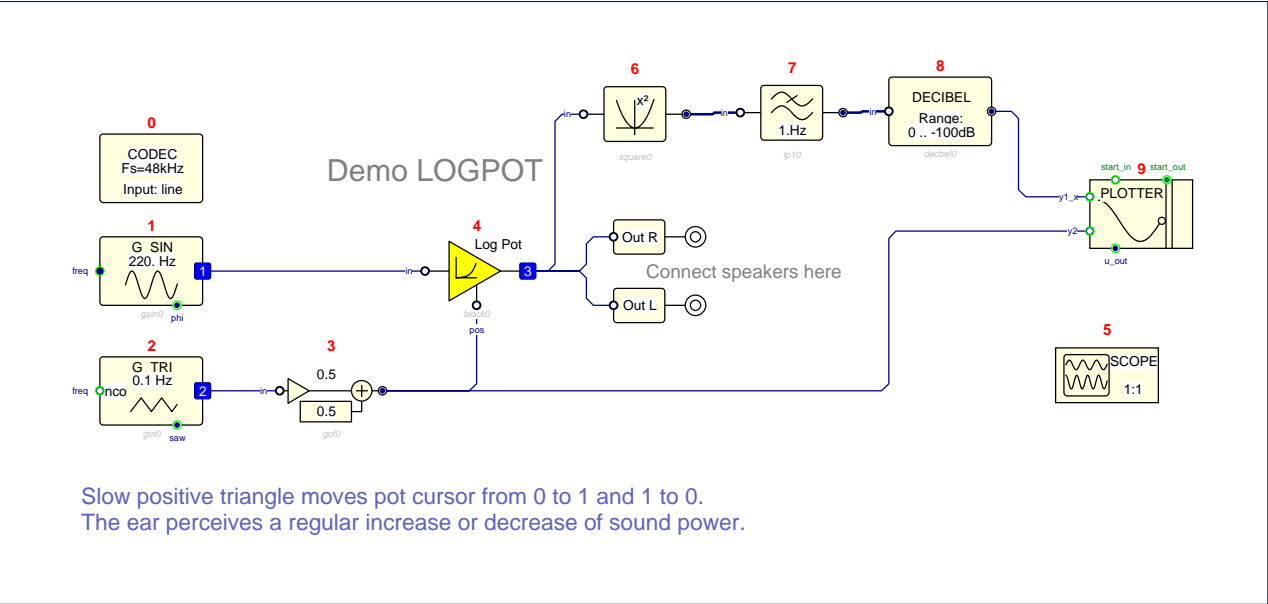 0
CODEC
Fs=48kHz
Input: line
Demo LOGPOT
6
x²
in
square0
7
in
1.Hz
lp10
8
in
DECIBEL
Range:
0 .. -100dB
decbel0
start_in
9
start_out
y1_x
PLOTTER
y2
u_out
1
G SIN
220. Hz
freq
1
phi
gsin0
in
4
Log Pot
3
block0
pos
Out R
Connect speakers here
Out L
2
G TRI
0.1 Hz
freq
nco
2
saw
gtri0
3
in
0.5
0.5
gof0
5
SCOPE
1:1
Slow positive triangle moves pot cursor from 0 to 1 and 1 to 0.
The ear perceives a regular increase or decrease of sound power.